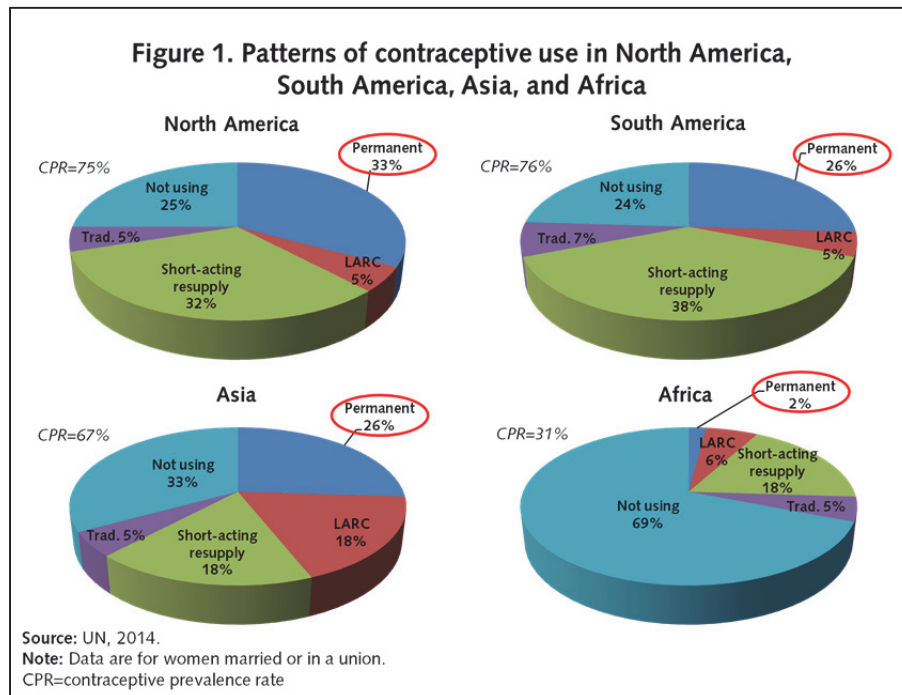 Figure 1. Patterns of contraceptive use in North America,
South America, Asia, and Africa
North America
CPR=75%
Permanent
33%
LARC
5%
Short-acting
resupply
32%
Trad. 5%
Not using
25%
South America
CPR=76%
Permanent
26%
LARC
5%
Short-acting
resupply
38%
Trad. 7%
Not using
24%
Asia
CPR=67%
Permanent
26%
LARC
18%
Short-acting
resupply
18%
Trad. 5%
Not using
33%
Africa
CPR=31%
Permanent
2%
LARC
6%
Short-acting
resupply
18%
Trad. 5%
Not using
69%
Source: UN, 2014.
Note: Data are for women married or in a union.
CPR=contraceptive prevalence rate